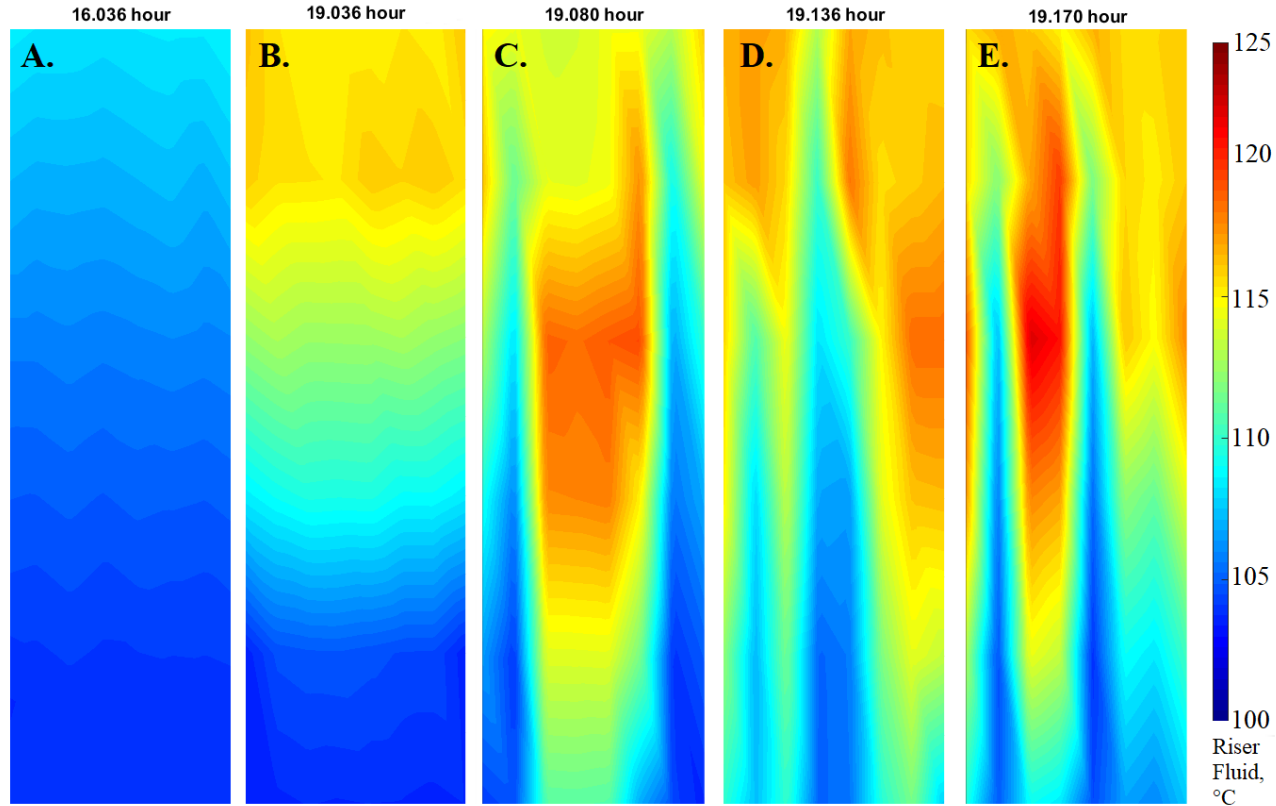 16.036 hour
19.036 hour
19.080 hour
19.136 hour
19.170 hour
A.
B.
C.
D.
E.
125
120
115
110
105
100
Riser
Fluid,
°C